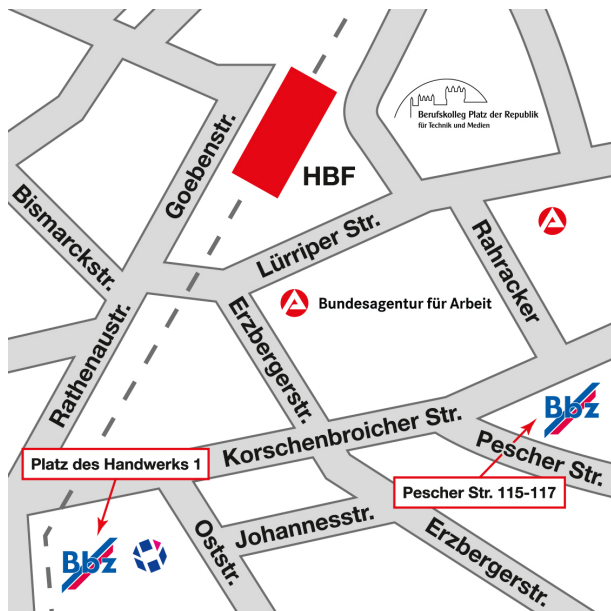 Berufskolleg Platz der Republik
für Technik und Medien
Goebenstr.
HBF
Bismarckstr.
Lürriper Str.
Rahracker
Bundesagentur für Arbeit
Rathenaustr.
Erzbergerstr.
Korschenbroicher Str.
Bbz
Pescher Str.
Platz des Handwerks 1
Pescher Str. 115-117
Oststr.
Johannesstr.
Erzbergerstr.
Bbz